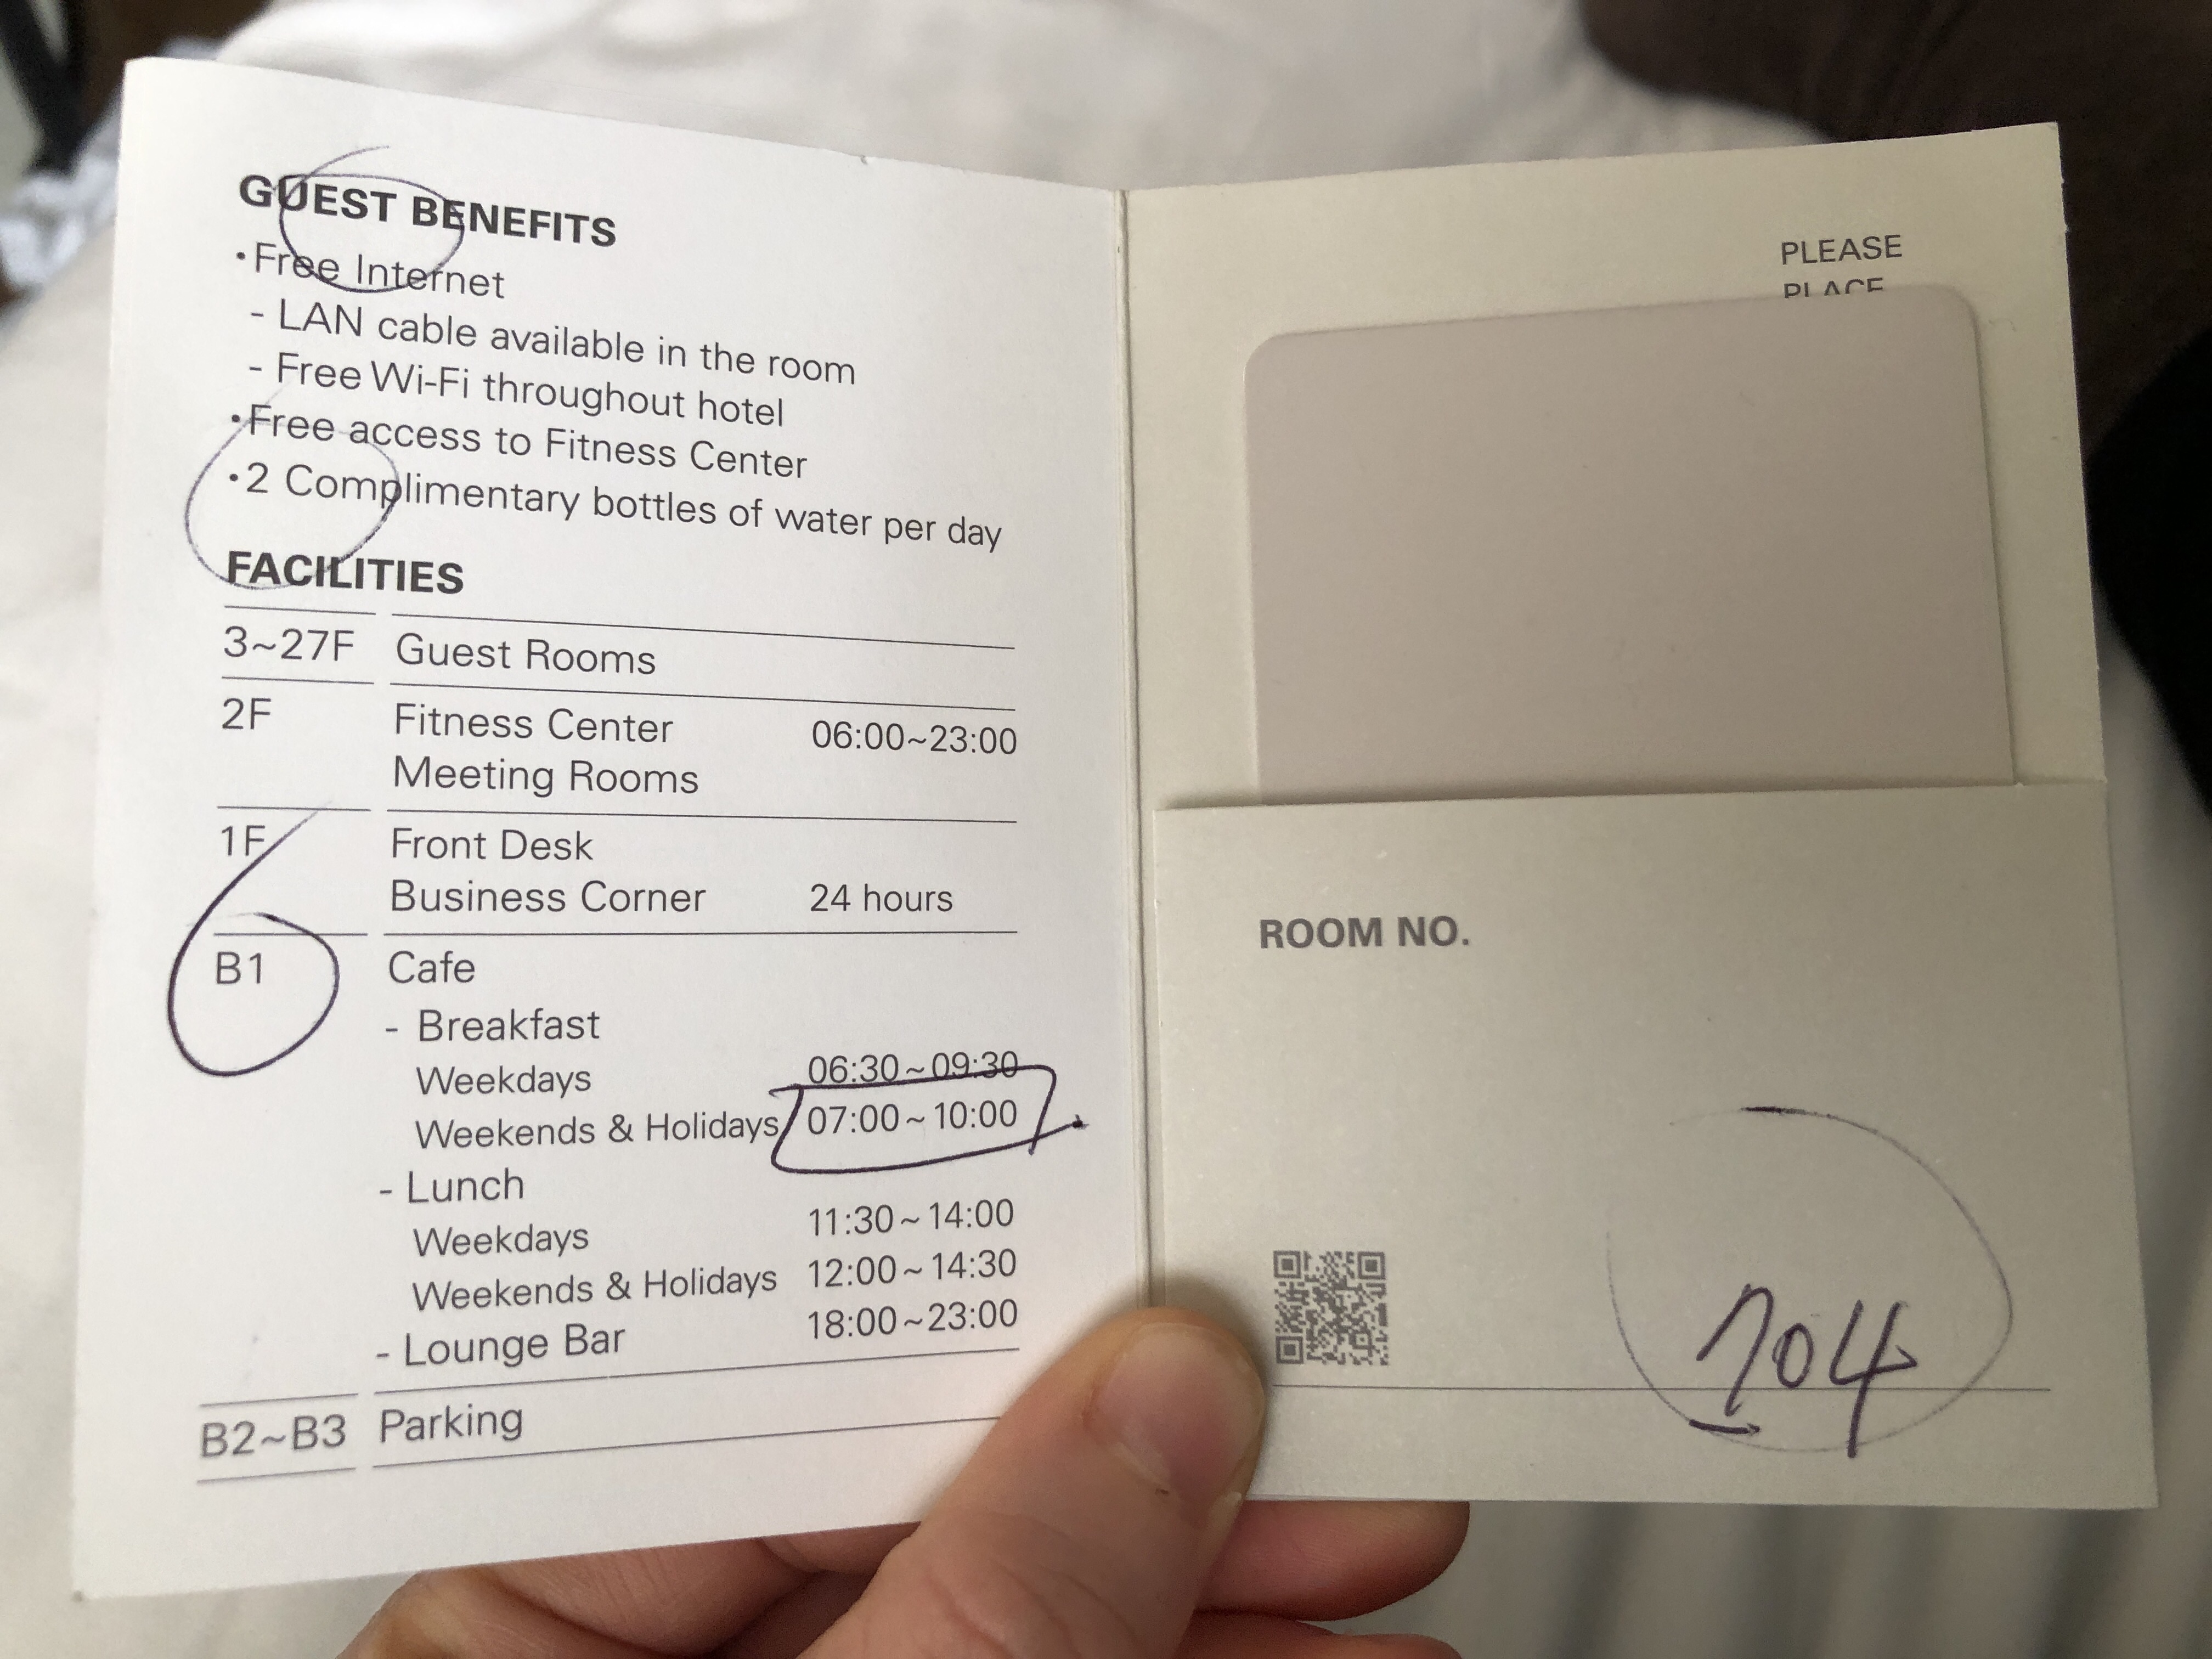 GUEST BENEFITS
•Free Internet
- LAN cable available in the room
- Free Wi-Fi throughout hotel
•Free access to Fitness Center
•2 Complimentary bottles of water per day
FACILITIES
3~27F Guest Rooms
2F Fitness Center 06:00~23:00
Meeting Rooms
1F Front Desk
Business Corner 24 hours
B1 Cafe
- Breakfast
Weekdays 06:30~09:30
Weekends & Holidays 07:00~10:00
- Lunch
Weekdays 11:30~14:00
Weekends & Holidays 12:00~14:30
- Lounge Bar 18:00~23:00
B2~B3 Parking
PLEASE
PLACE
ROOM NO.
704